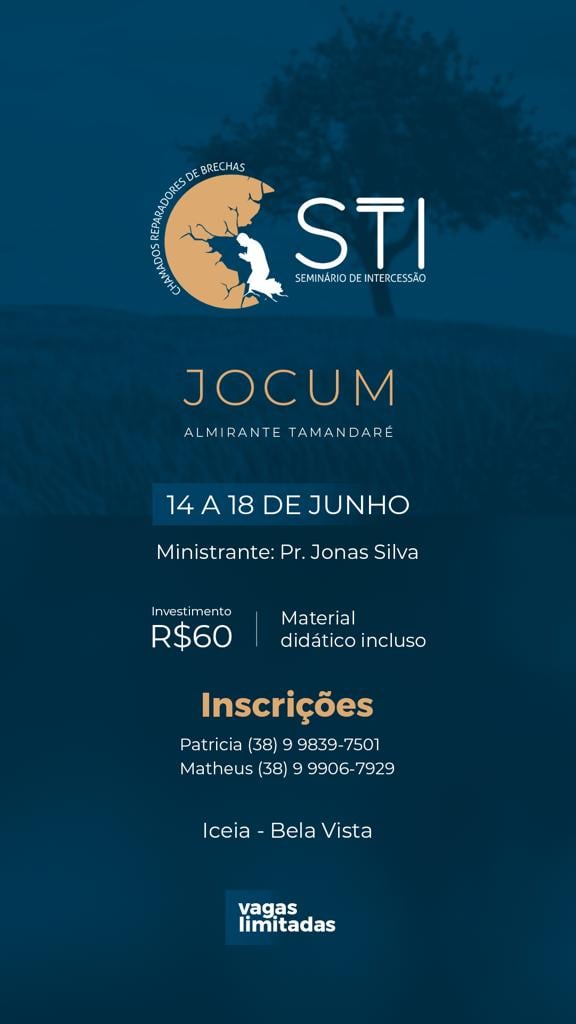 CHAMADOS REPARADORES DE BRECHAS
STI
SEMINÁRIO DE INTERCESSÃO
JOCUM
ALMIRANTE TAMANDARÉ
14 A 18 DE JUNHO
Ministrante: Pr. Jonas Silva
Investimento
R$60
Material
didático incluso
Inscrições
Patricia (38) 9 9839-7501
Matheus (38) 9 9906-7929
Iceia - Bela Vista
vagas
limitadas